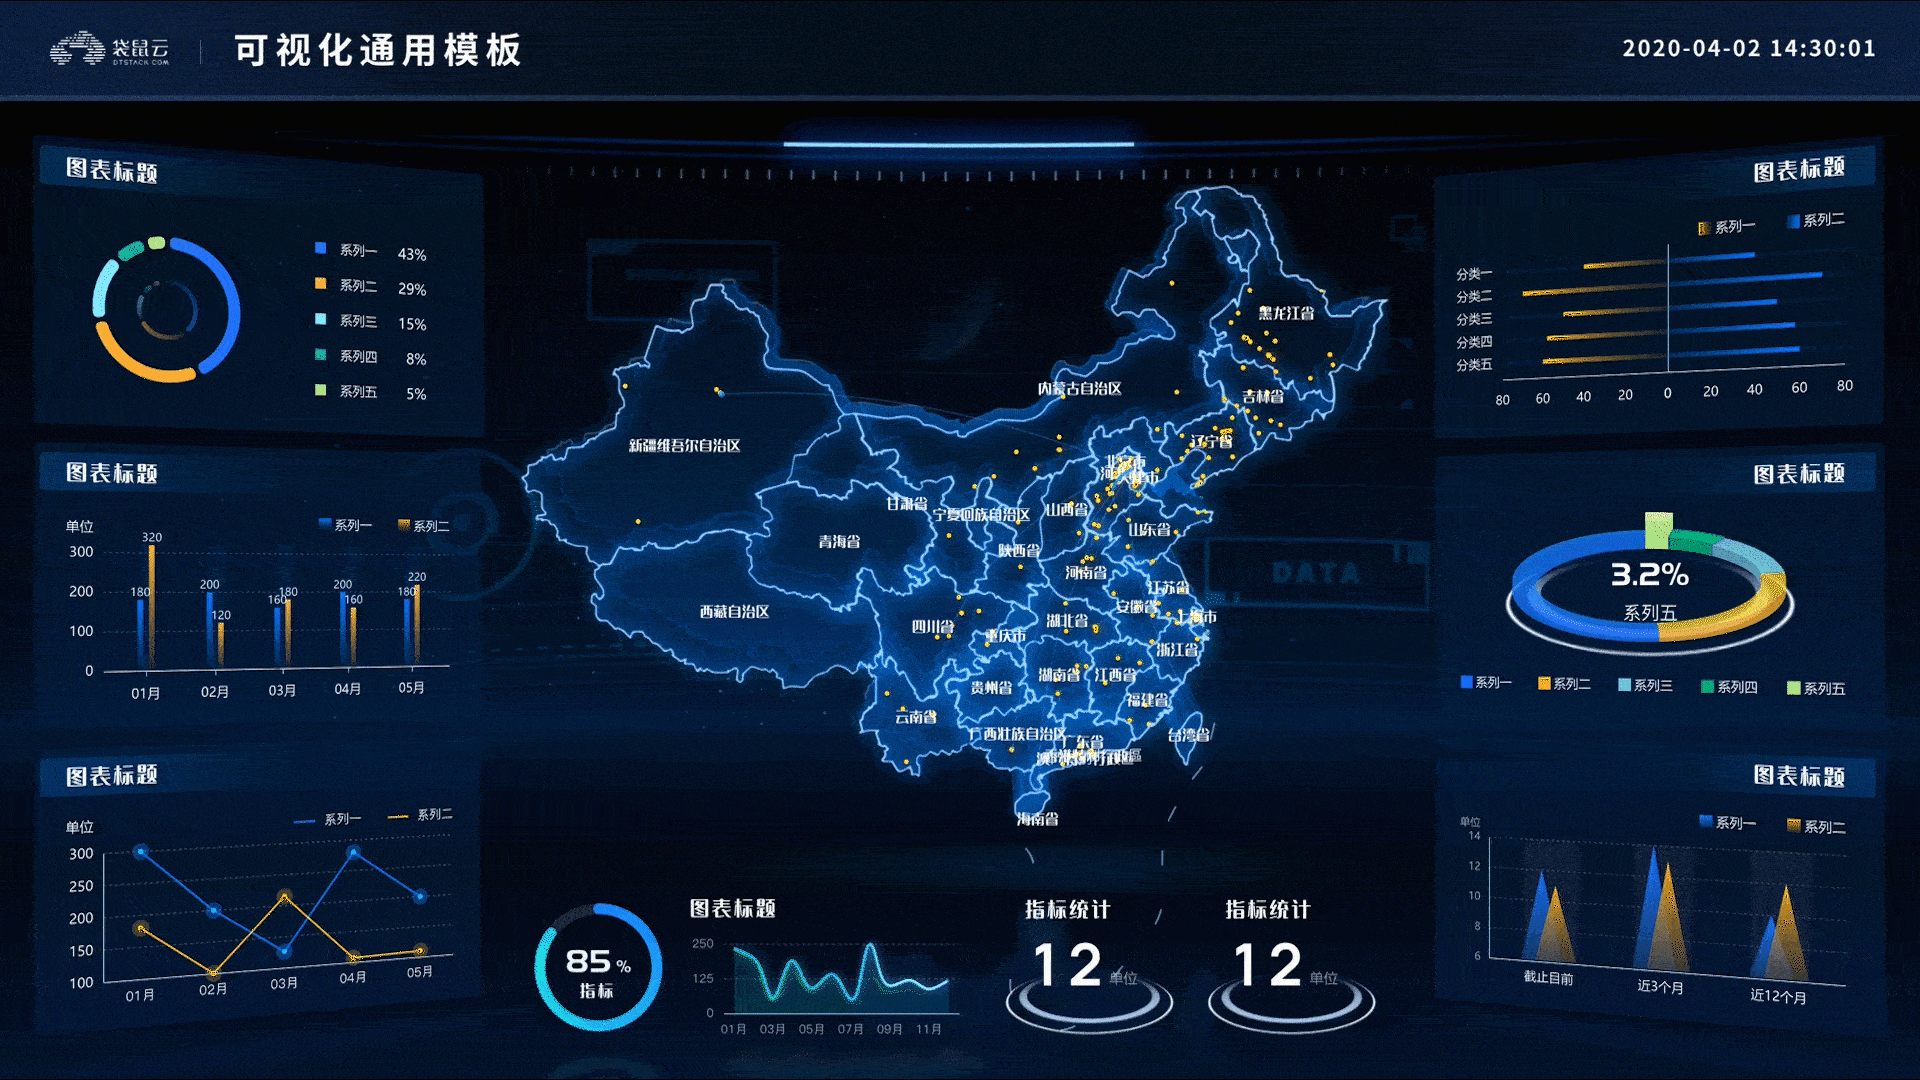 袋鼠云
DTSTACK.COM
可视化通用模板
2020-04-02 14:30:01
图表标题
系列一 43%
系列二 29%
系列三 15%
系列四 8%
系列五 5%
图表标题
单位
系列一 系列二
300
200
100
0
180 320
200 120
160 180
200 160
180 220
01月 02月 03月 04月 05月
图表标题
单位
系列一 系列二
300
250
200
150
100
01月 02月 03月 04月 05月
黑龙江省
内蒙古自治区
吉林省
辽宁省
新疆维吾尔自治区
北京市
甘肃省
宁夏回族自治区
山西省
山东省
青海省
陕西省
河南省
江苏省
安徽省
上海市
西藏自治区
四川省
重庆市
湖北省
浙江省
湖南省
江西省
贵州省
福建省
云南省
广西壮族自治区
广东省
台湾省
海南省
DATA
85%
指标
图表标题
250
125
0
01月 03月 05月 07月 09月 11月
指标统计
12 单位
指标统计
12 单位
图表标题
系列一 系列二
分类一
分类二
分类三
分类四
分类五
80 60 40 20 0 20 40 60 80
图表标题
3.2%
系列五
系列一 系列二 系列三 系列四 系列五
图表标题
单位
系列一 系列二
14
12
10
8
6
截止目前 近3个月 近12个月